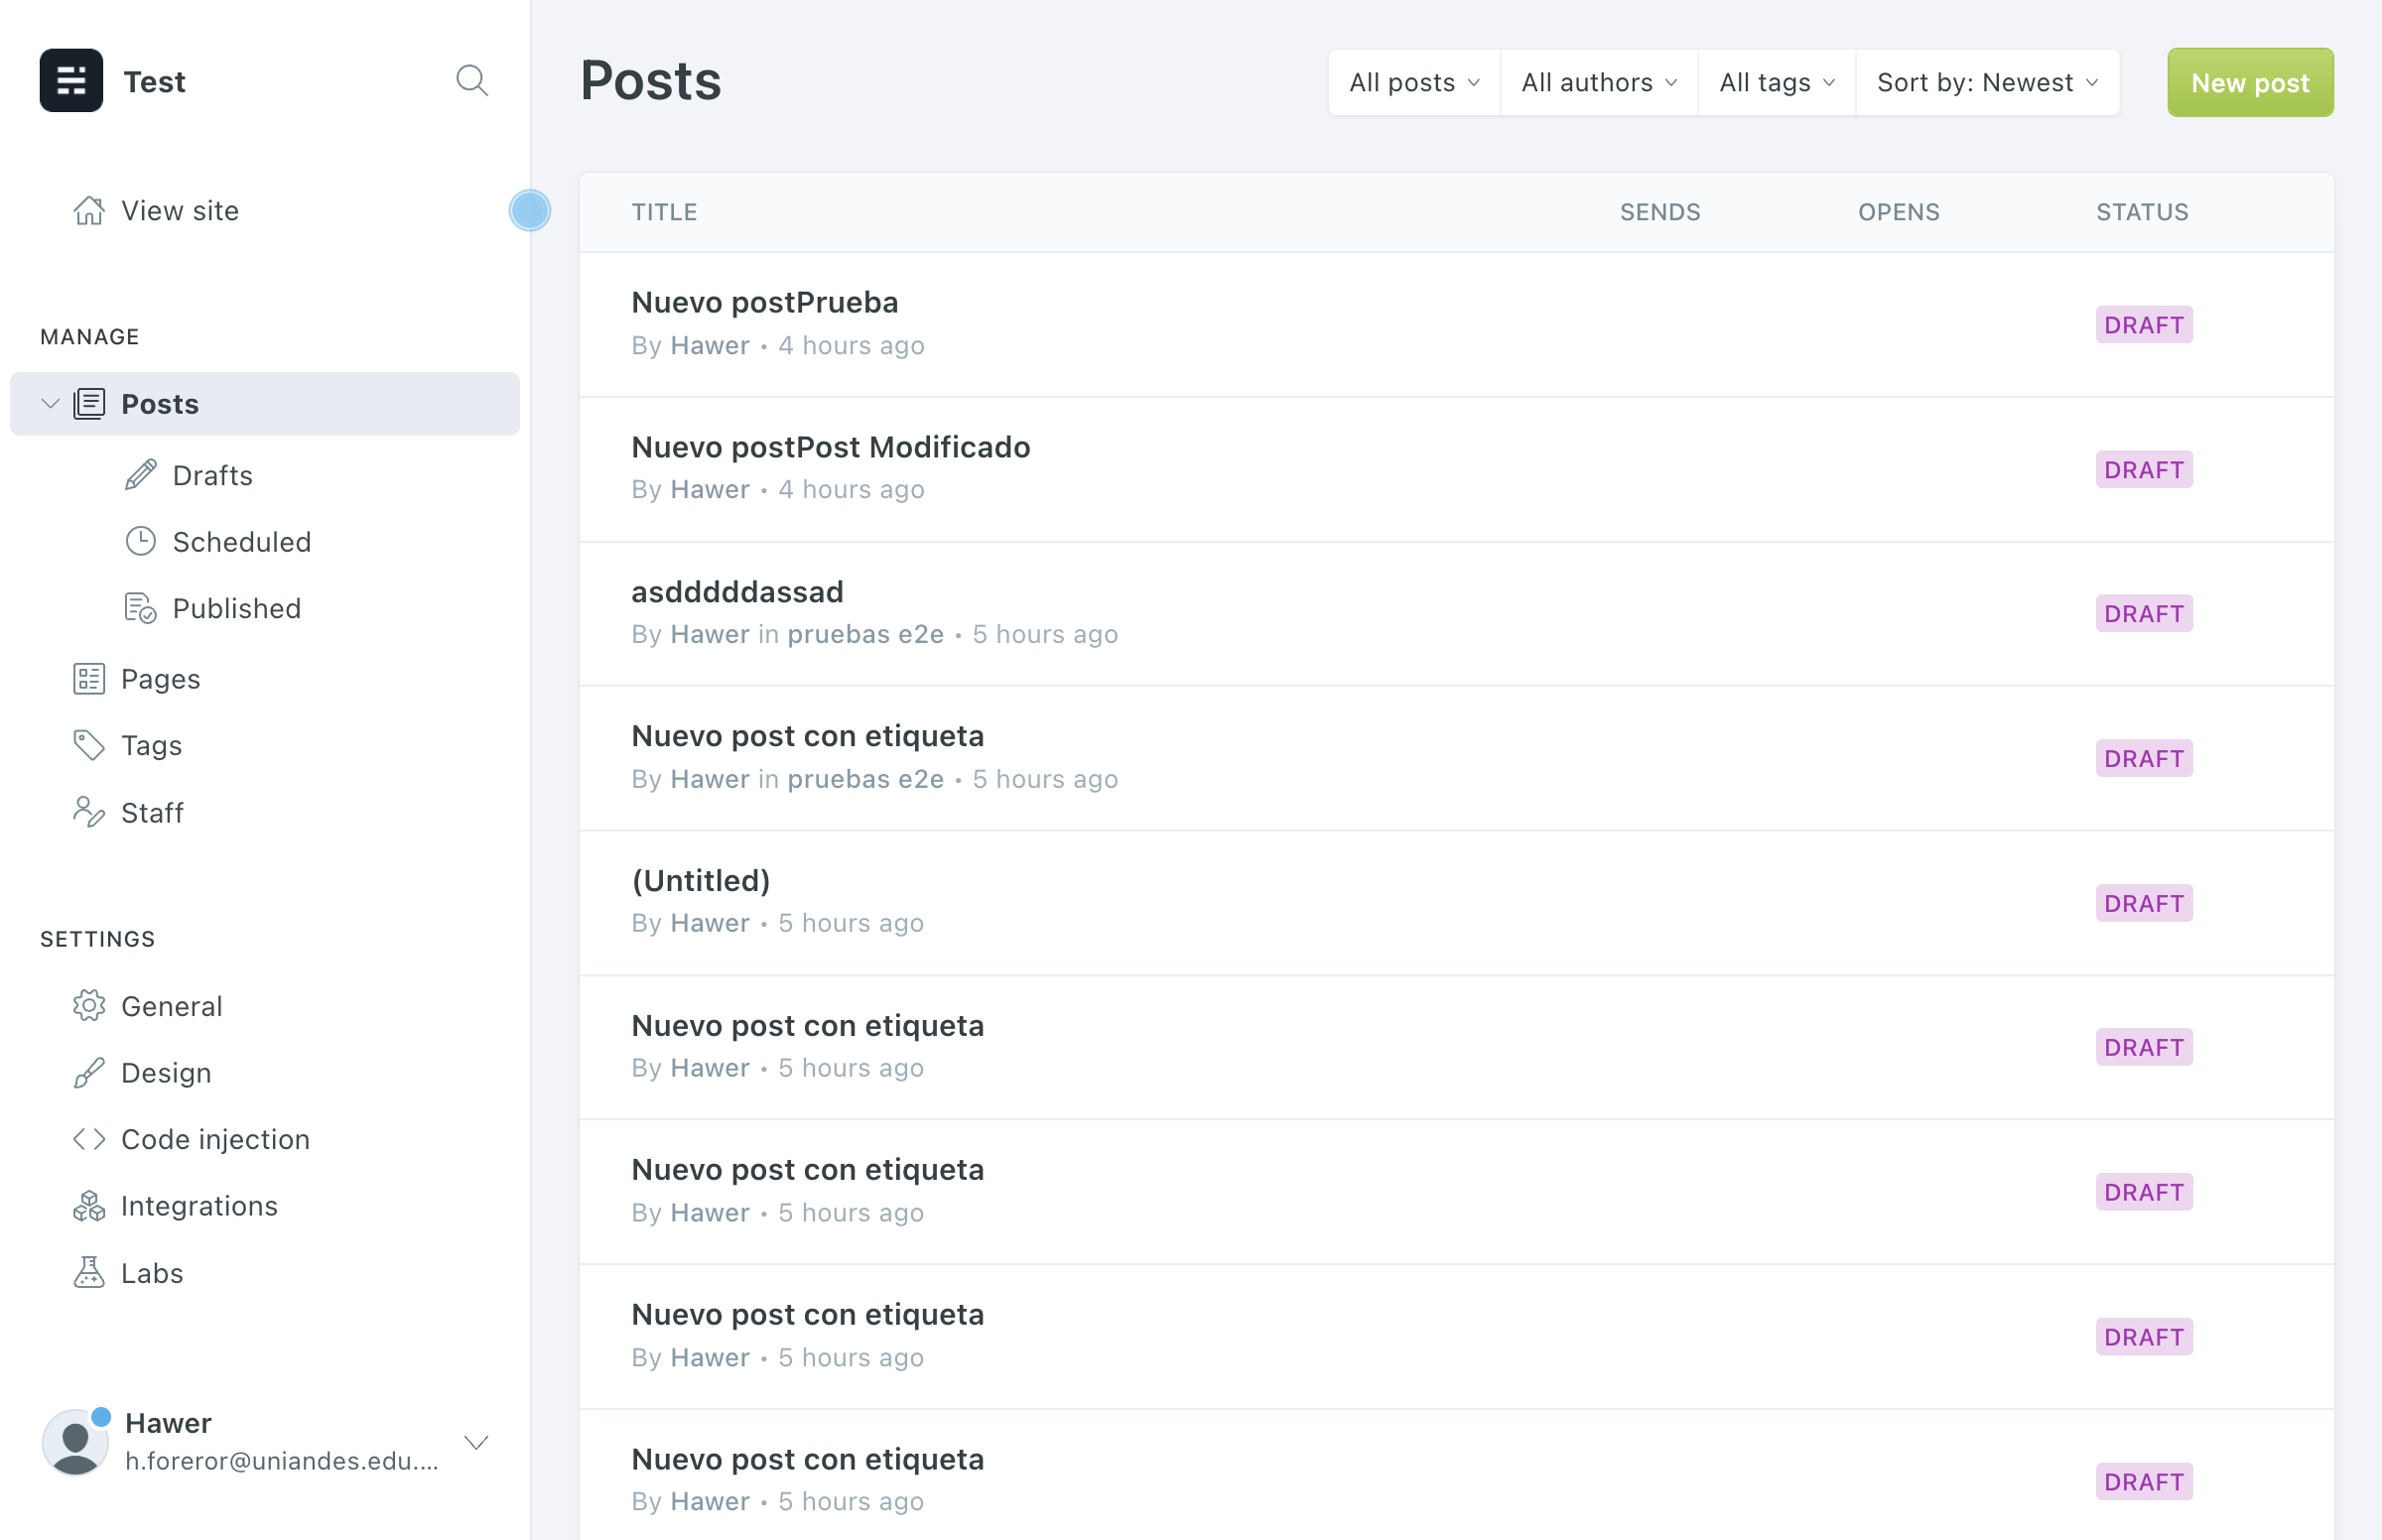 Test
View site
MANAGE
Posts
Drafts
Scheduled
Published
Pages
Tags
Staff
SETTINGS
General
Design
Code injection
Integrations
Labs
Hawer
h.foreror@uniandes.edu....
Posts
All posts
All authors
All tags
Sort by: Newest
New post
TITLE SENDS OPENS STATUS
Nuevo postPrueba
By Hawer • 4 hours ago
DRAFT
Nuevo postPost Modificado
By Hawer • 4 hours ago
DRAFT
asdddddassad
By Hawer in pruebas e2e • 5 hours ago
DRAFT
Nuevo post con etiqueta
By Hawer in pruebas e2e • 5 hours ago
DRAFT
(Untitled)
By Hawer • 5 hours ago
DRAFT
Nuevo post con etiqueta
By Hawer • 5 hours ago
DRAFT
Nuevo post con etiqueta
By Hawer • 5 hours ago
DRAFT
Nuevo post con etiqueta
By Hawer • 5 hours ago
DRAFT
Nuevo post con etiqueta
By Hawer • 5 hours ago
DRAFT